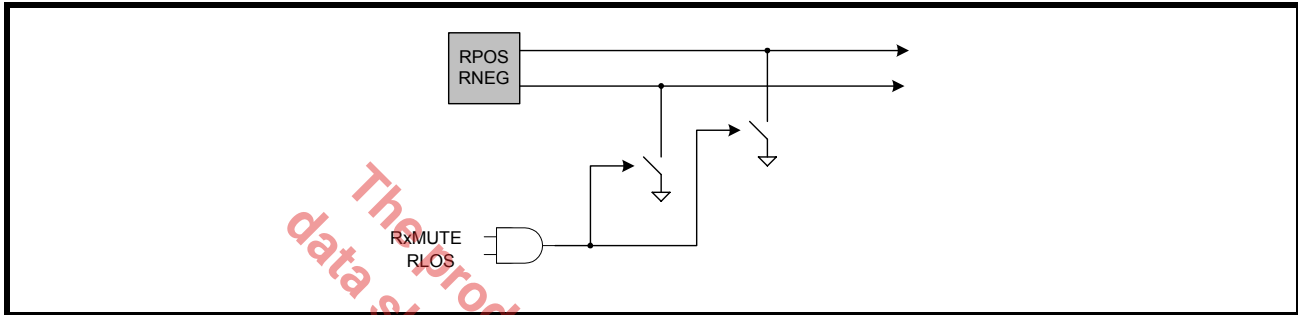 RPOS
RNEG
RxMUTE
RLOS
The prod
data s